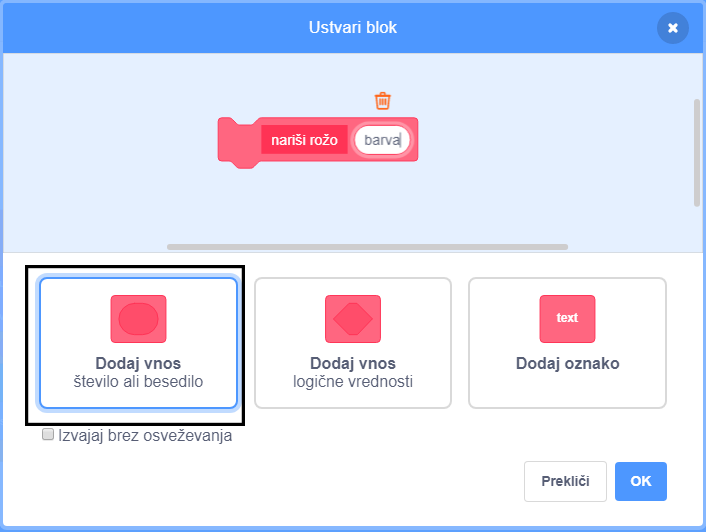 Ustvari blok
nariši rožo barva
text
Dodaj vnos
število ali besedilo
Dodaj vnos
logične vrednosti
Dodaj oznako
Izvajaj brez osveževanja
Prekliči OK